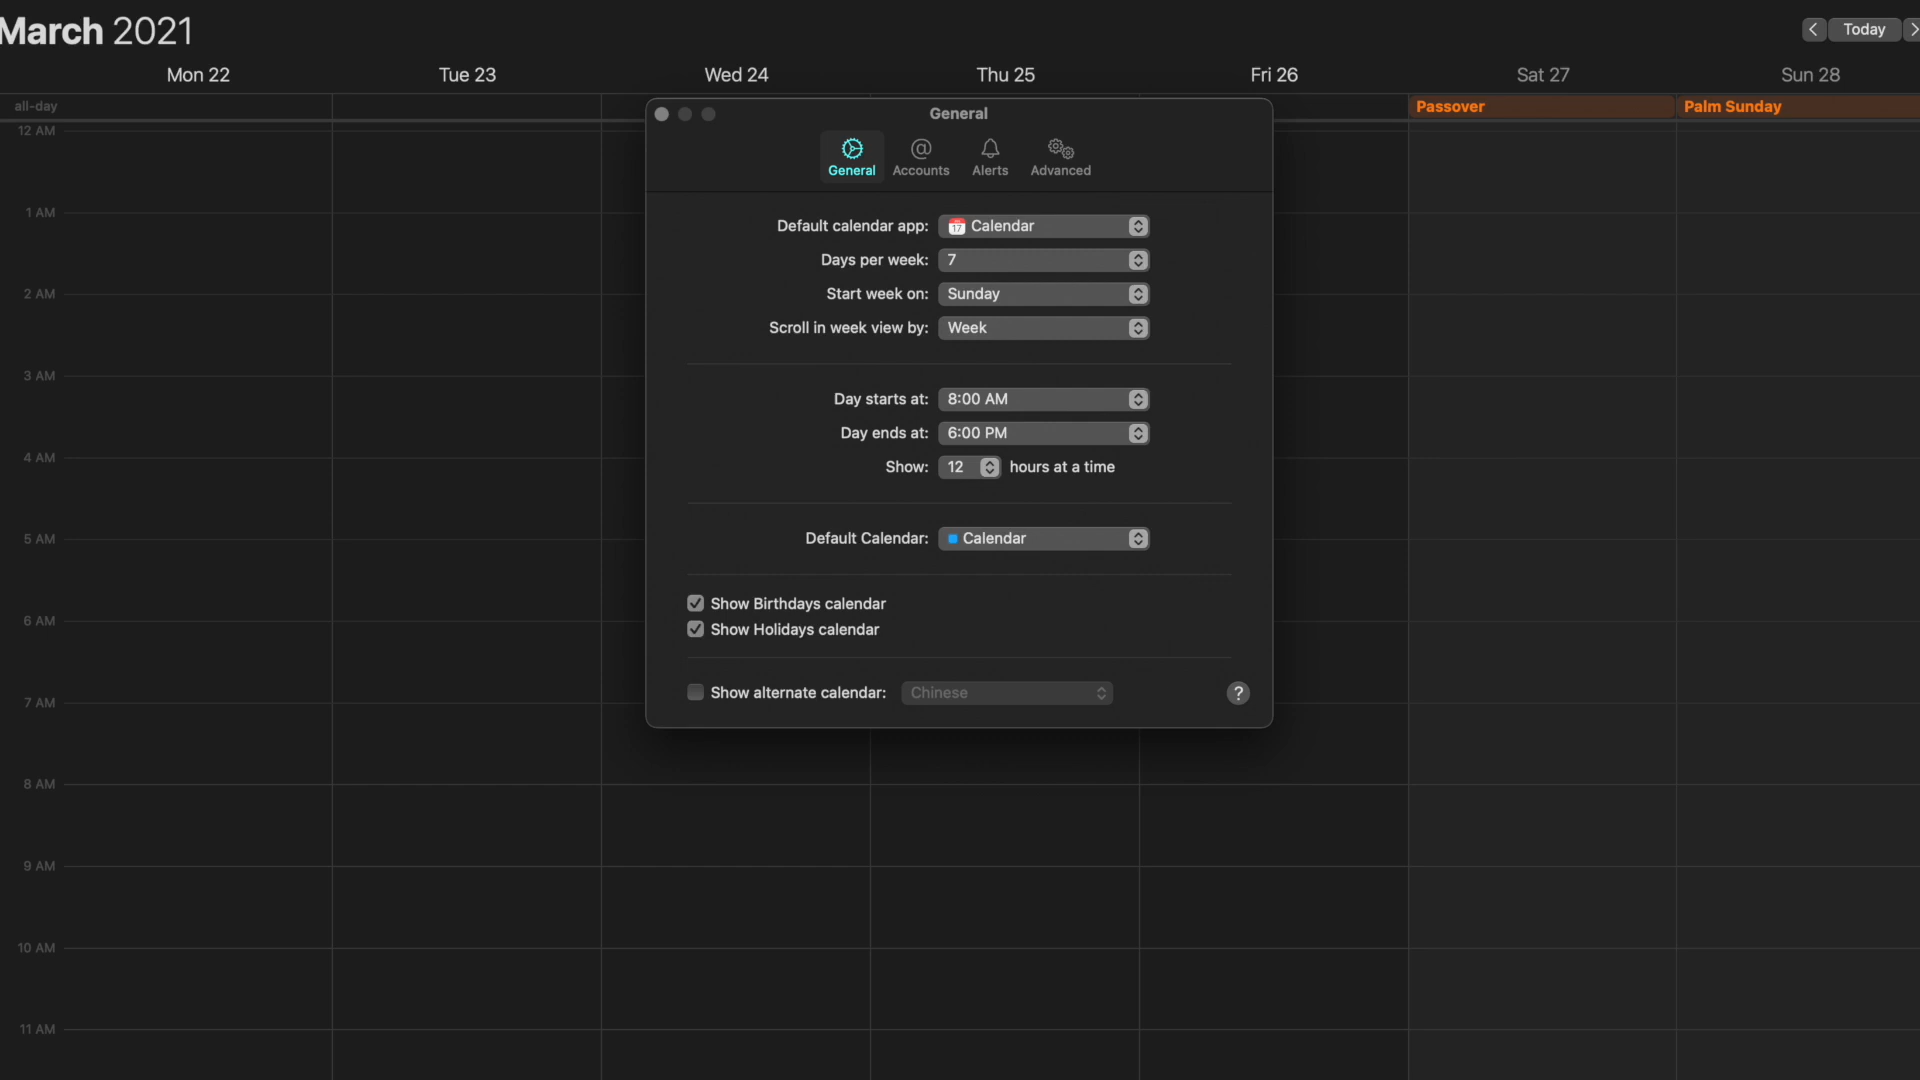 March 2021
Today
Mon 22
Tue 23
Wed 24
Thu 25
Fri 26
Sat 27
Sun 28
all-day
Passover
Palm Sunday
12 AM
1 AM
2 AM
3 AM
4 AM
5 AM
6 AM
7 AM
8 AM
9 AM
10 AM
11 AM
General
General
Accounts
Alerts
Advanced
Default calendar app: 17 Calendar
Days per week: 7
Start week on: Sunday
Scroll in week view by: Week
Day starts at: 8:00 AM
Day ends at: 6:00 PM
Show: 12 hours at a time
Default Calendar: Calendar
Show Birthdays calendar
Show Holidays calendar
Show alternate calendar: Chinese
?